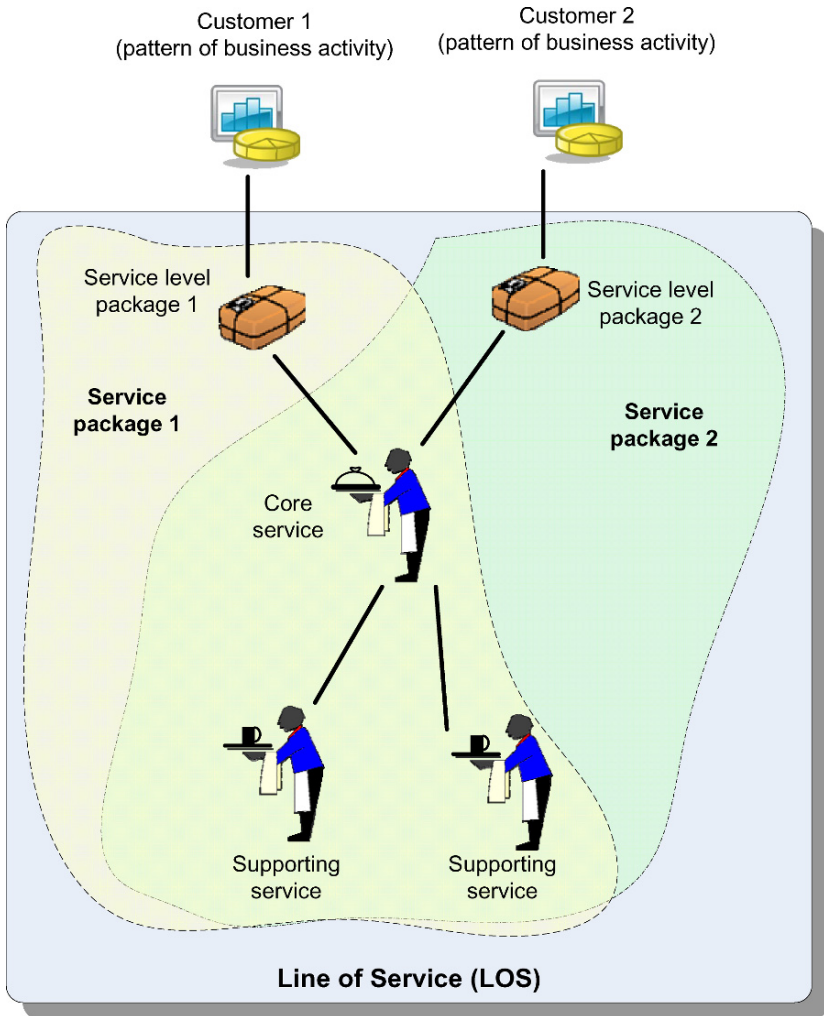 Customer 1
(pattern of business activity)
Customer 2
(pattern of business activity)
Service level
package 1
Service level
package 2
Service
package 1
Service
package 2
Core
service
Supporting
service
Supporting
service
Line of Service (LOS)